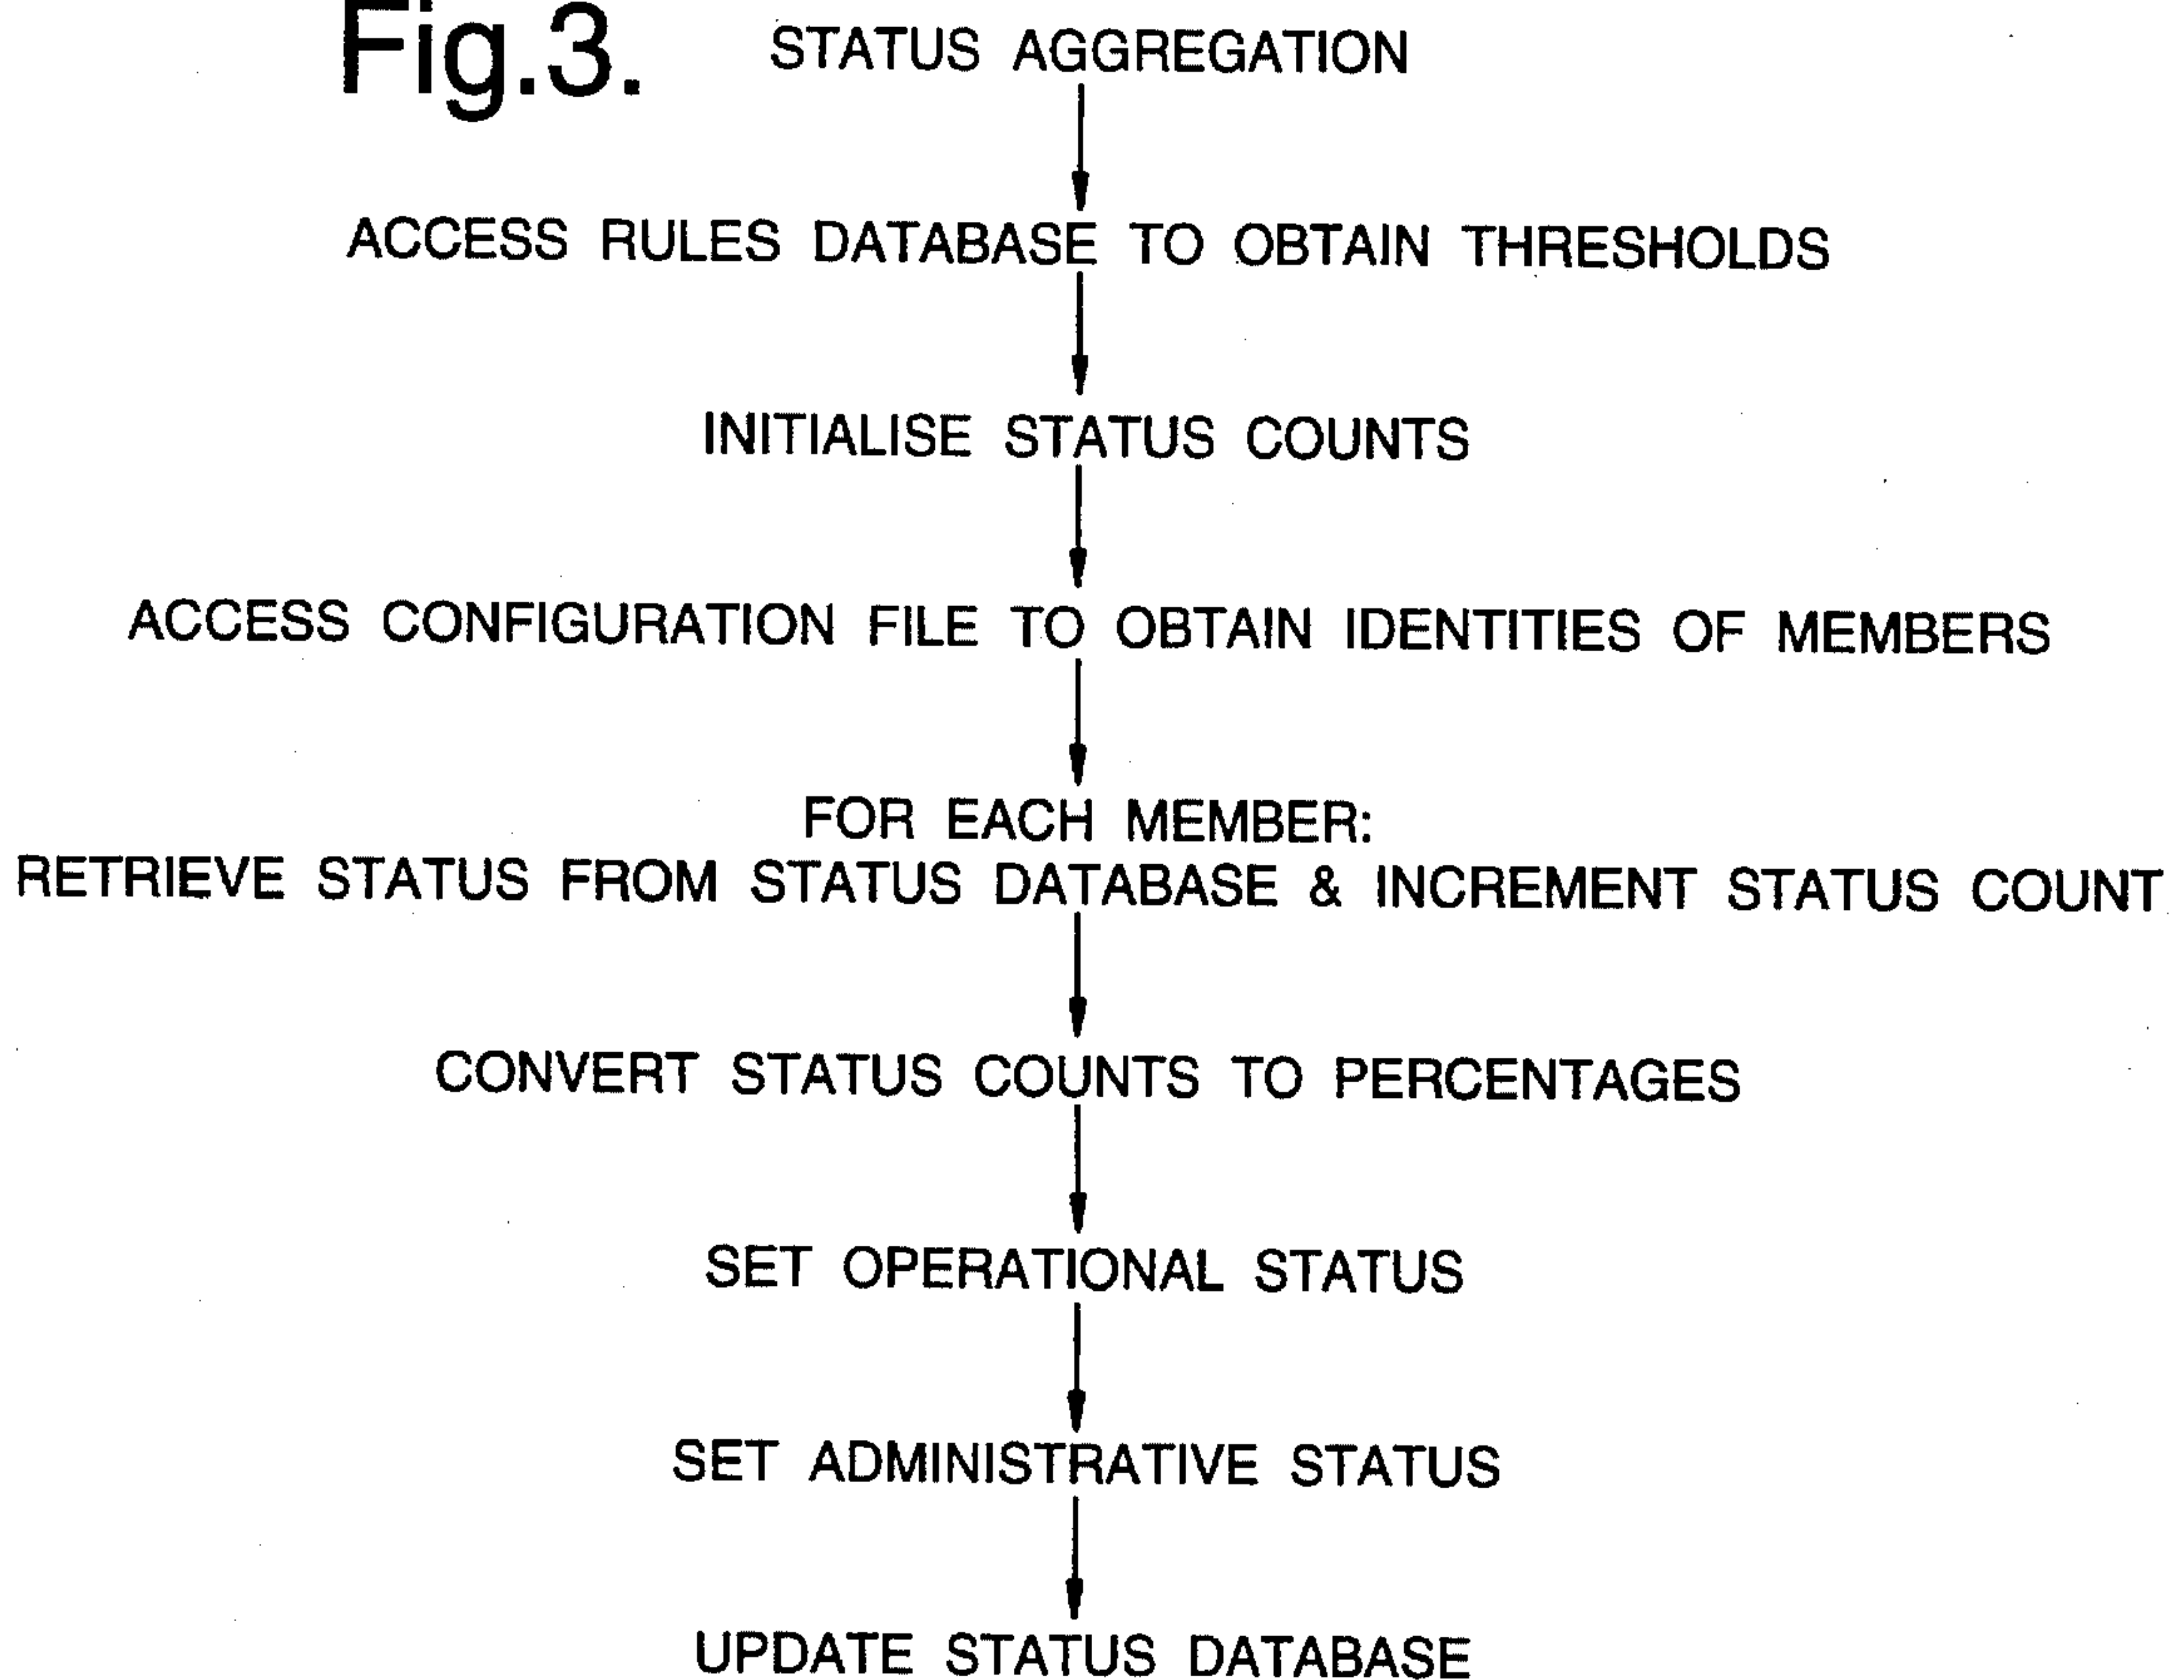 Fig.3.
STATUS AGGREGATION
ACCESS RULES DATABASE TO OBTAIN THRESHOLDS
INITIALISE STATUS COUNTS
ACCESS CONFIGURATION FILE TO OBTAIN IDENTITIES OF MEMBERS
FOR EACH MEMBER:
RETRIEVE STATUS FROM STATUS DATABASE & INCREMENT STATUS COUNT
CONVERT STATUS COUNTS TO PERCENTAGES
SET OPERATIONAL STATUS
SET ADMINISTRATIVE STATUS
UPDATE STATUS DATABASE